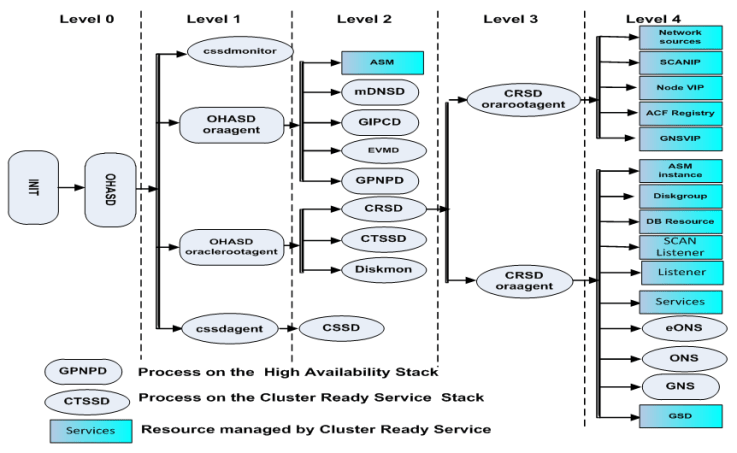 Level 0
Level 1
Level 2
Level 3
Level 4
INIT
OHASD
cssdmonitor
OHASD
oraagent
OHASD
oraclerootagent
cssdagent
ASM
mDNSD
GIPCD
EVMD
GPNPD
CRSD
CTSSD
Diskmon
CSSD
CRSD
orarootagent
CRSD
oraagent
Network
sources
SCANIP
Node VIP
ACF Registry
GNSVIP
ASM
instance
Diskgroup
DB Resource
SCAN
Listener
Listener
Services
eONS
ONS
GNS
GSD
GPNPD
Process on the High Availability Stack
CTSSD
Process on the Cluster Ready Service Stack
Services
Resource managed by Cluster Ready Service